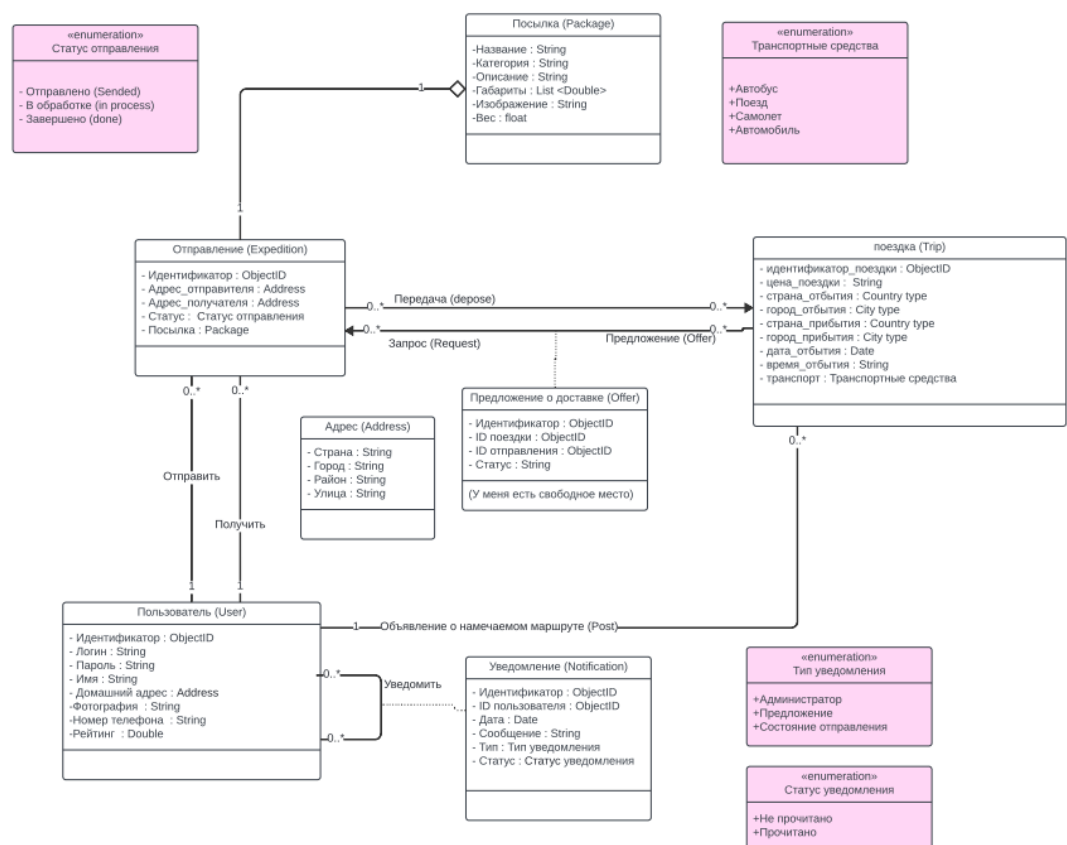 «enumeration»
Статус отправления
- Отправлено (Sended)
- В обработке (in process)
- Завершено (done)
Посылка (Package)
-Название : String
-Категория : String
-Описание : String
-Габариты : List <Double>
-Изображение : String
-Вес : float
«enumeration»
Транспортные средства
+Автобус
+Поезд
+Самолет
+Автомобиль
1
1
Отправление (Expedition)
- Идентификатор : ObjectID
- Адрес_отправителя : Address
- Адрес_получателя : Address
- Статус : Статус отправления
- Посылка : Package
0..*
Передача (depose)
0..*
0..*
Запрос (Request)
Предложение (Offer)
0..*
поездка (Trip)
- идентификатор_поездки : ObjectID
- цена_поездки : String
- страна_отбытия : Country type
- город_отбытия : City type
- страна_прибытия : Country type
- город_прибытия : City type
- дата_отбытия : Date
- время_отбытия : String
- транспорт : Транспортные средства
0..*
0..*
0..*
Отправить
Получить
1
1
Адрес (Address)
- Страна : String
- Город : String
- Район : String
- Улица : String
Предложение о доставке (Offer)
- Идентификатор : ObjectID
- ID поездки : ObjectID
- ID отправления : ObjectID
- Статус : String
(У меня есть свободное место)
Пользователь (User)
- Идентификатор : ObjectID
- Логин : String
- Пароль : String
- Имя : String
- Домашний адрес : Address
-Фотография : String
-Номер телефона : String
-Рейтинг : Double
1
Объявление о намечаемом маршруте (Post)
0..*
Уведомить
0..*
Уведомление (Notification)
- Идентификатор : ObjectID
- ID пользователя : ObjectID
- Дата : Date
- Сообщение : String
- Тип : Тип уведомления
- Статус : Статус уведомления
«enumeration»
Тип уведомления
+Администратор
+Предложение
+Состояние отправления
«enumeration»
Статус уведомления
+Не прочитано
+Прочитано